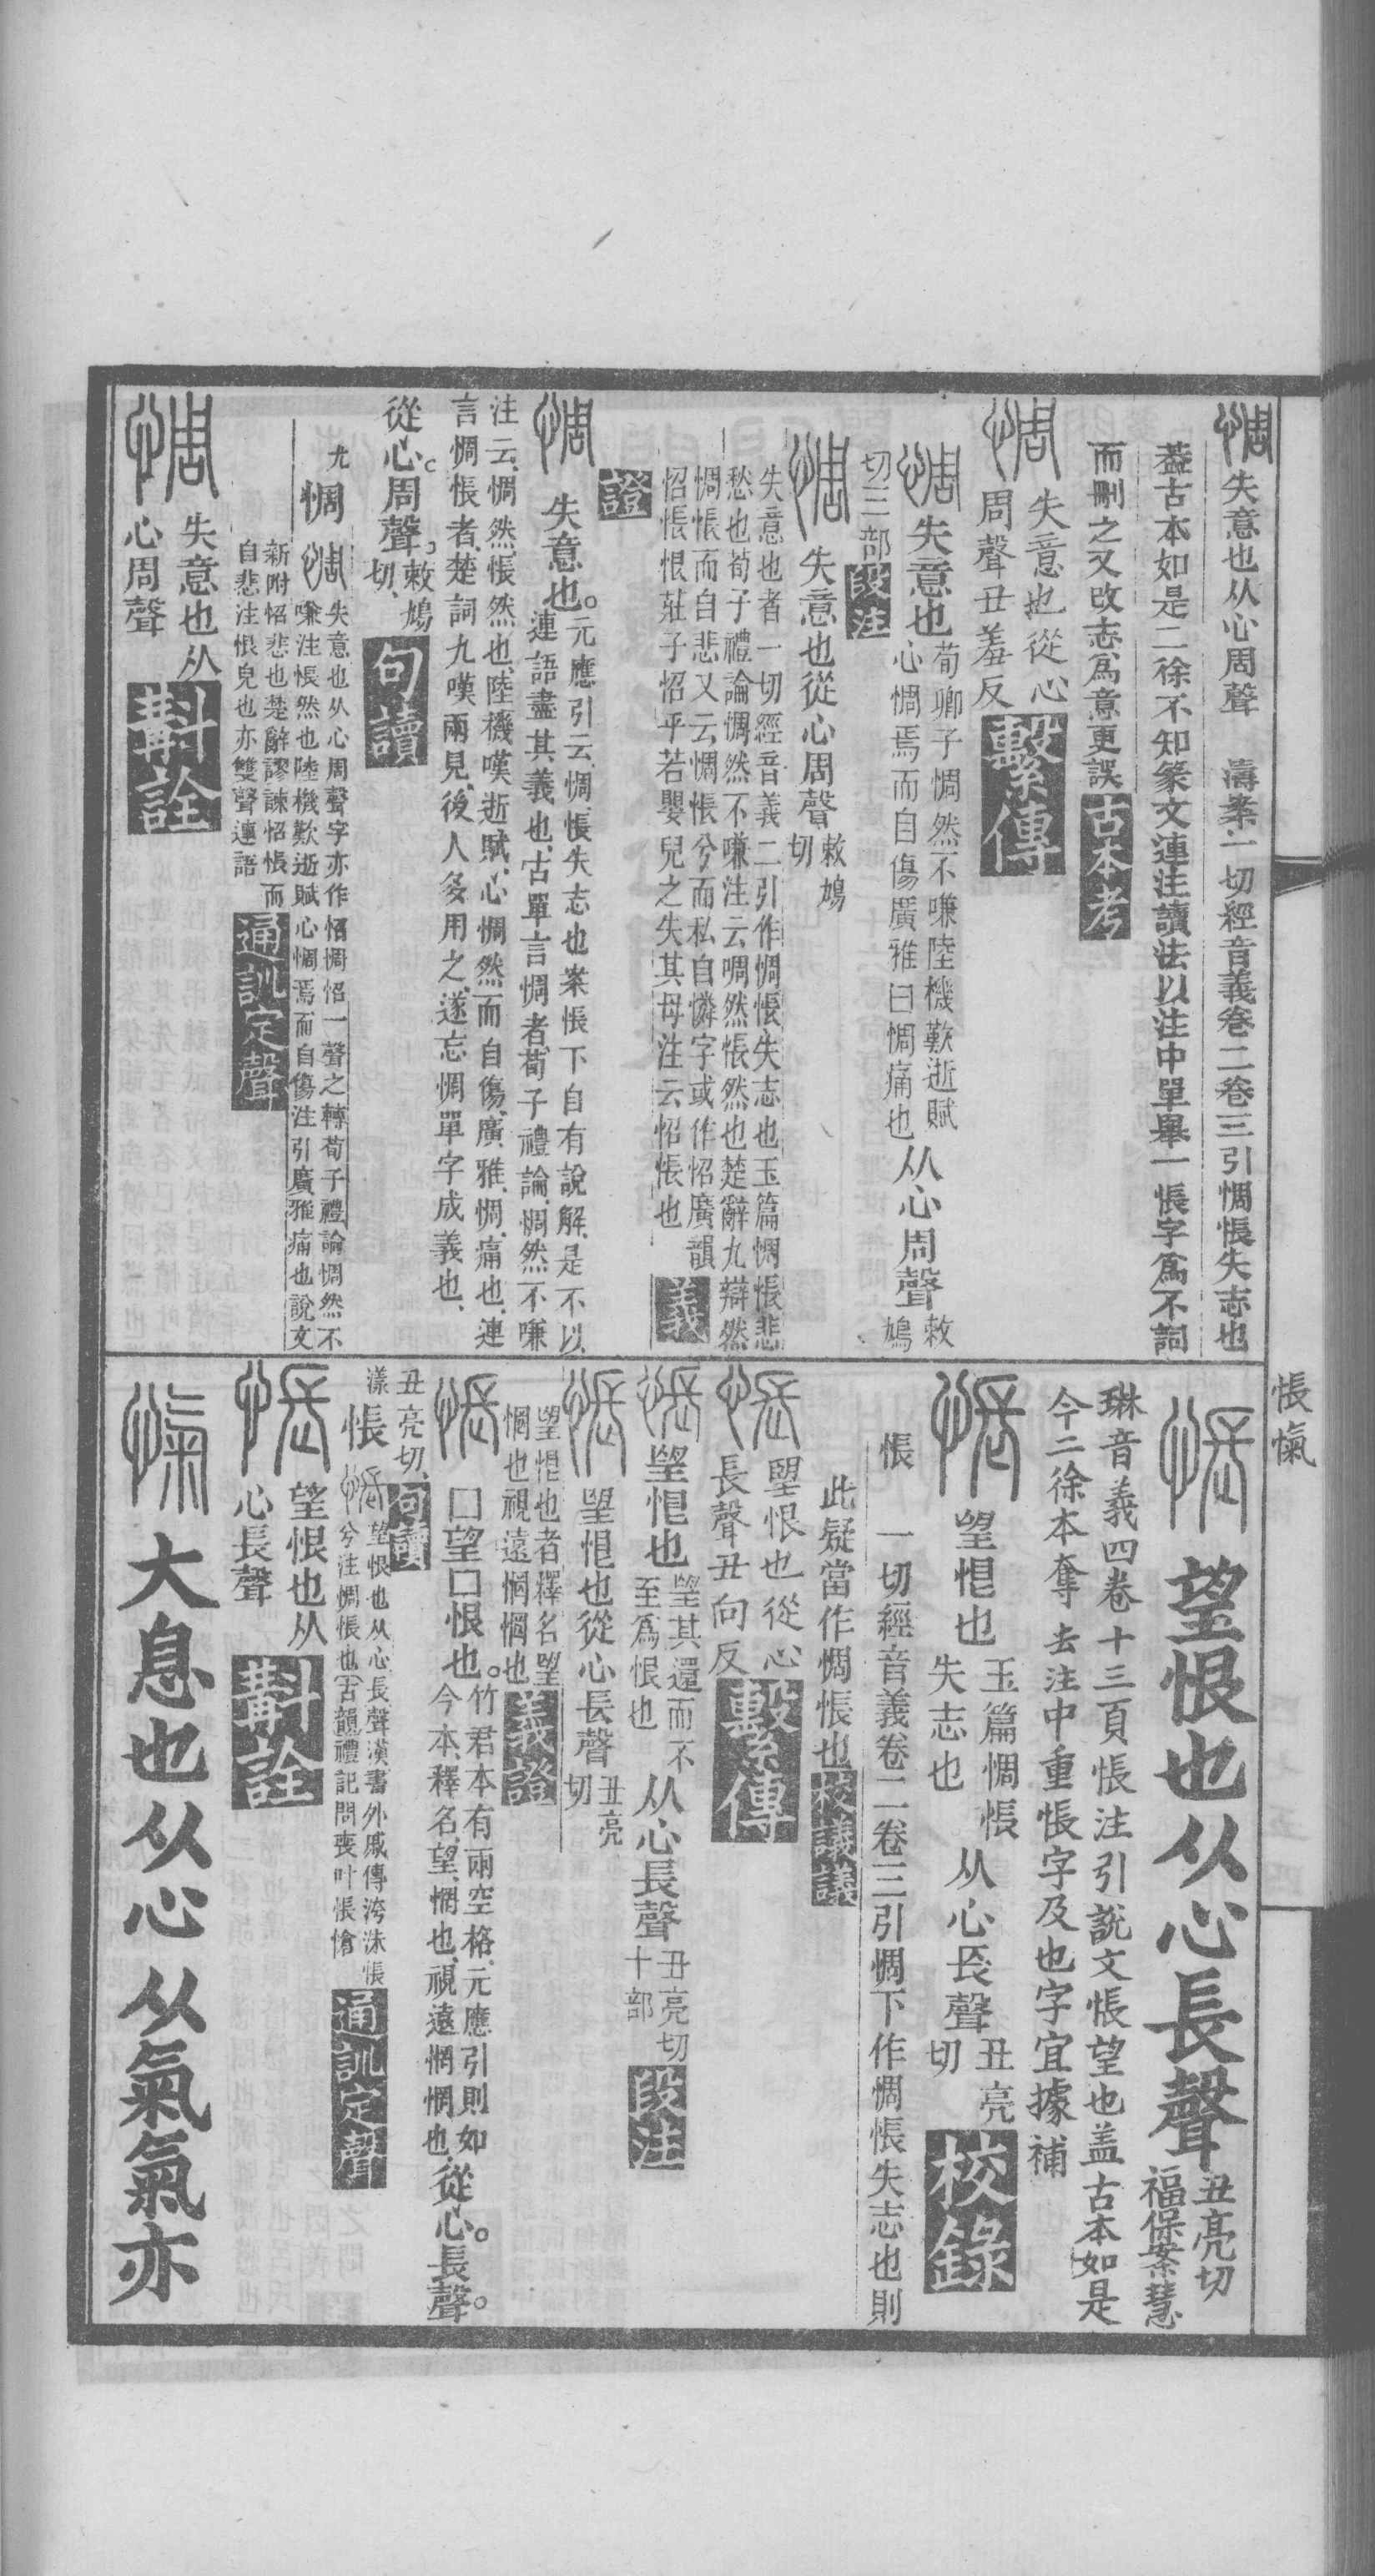 惆失意也从心周聲　濤案一切經音義卷二卷三引惆悵失志也
葢古本如是二徐不知篆文連注讀法以注中單舉一悵字爲不詞
而刪之又改志爲意更誤古本考
惆失意也從心
周聲丑羞反繫傳
惆失意也荀卿子惆然不嗛陸機歎逝賦
心惆焉而自傷廣雅曰惆痛也从心周聲敕鳩
切三部段注
惆失意也從心周聲敕鳩
切
失意也者一切經音義二引作惆悵失志也玉篇惆悵悲
愁也荀子禮論惆然不嗛注云惆然悵然也楚辭九辯然
惆悵而自悲又云惆悵兮而私自憐字或作怊廣韻
怊悵恨莊子怊乎若嬰兒之失其母注云怊悵也義
證
惆失意也。元應引云、惆、悵失志也案悵下自有說解、是不以
連語盡其義也、古單言惆者、荀子禮論、惆然不嗛
注云、惆然、悵然也、陸機嘆逝賦、心惆然而自傷、廣雅、惆、痛也、連
言惆悵者、楚詞九嘆兩見、後人多用之、遂忘惆單字成義也、
從心。周聲敕鳩
切、句讀
尤惆惆失意也从心周聲字亦作怊惆怊一聲之轉荀子禮論惆然不
嗛注悵然也陸機歎逝賦心惆焉而自傷注引廣雅痛也說文
新附怊悲也楚辭謬諫怊悵而
自悲注恨皃也亦雙聲連語通訓定聲
惆失意也从
心周聲斠詮
悵愾
悵望恨也从心長聲丑亮切
福保案慧
琳音義四卷十三頁悵注引說文悵望也盖古本如是
今二徐本奪去注中重悵字及也字宜據補
悵望恨也玉篇惆悵
失志也从心長聲丑亮
切校錄
悵　一切經音義卷二卷三引惆下作惆悵失志也則
此疑當作惆悵也校議議
悵望恨也從心
長聲丑向反繫傳
悵望恨也望其還而不
至爲恨也从心長聲丑亮切
十部段注
悵望恨也從心長聲丑亮
切
望恨也者釋名望
惘也視遠惘惘也義證
悵口望口恨也。竹君本有兩空格、元應引則如
今本、釋名、望、惘也、視遠惘惘也、從心。長聲。
丑亮切、句讀
漾悵悵望恨也从心長聲漢書外戚傳洿沬悵
兮注惆悵也古韻禮記問喪叶悵愴通訓定聲
悵望恨也从
心長聲斠詮
愾大息也从心从氣氣亦